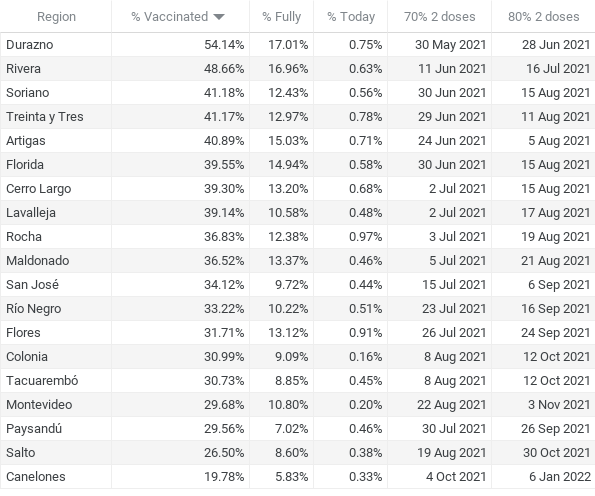 Region % Vaccinated % Fully % Today 70% 2 doses 80% 2 doses
Durazno 54.14% 17.01% 0.75% 30 May 2021 28 Jun 2021
Rivera 48.66% 16.96% 0.63% 11 Jun 2021 16 Jul 2021
Soriano 41.18% 12.43% 0.56% 30 Jun 2021 15 Aug 2021
Treinta y Tres 41.17% 12.97% 0.78% 29 Jun 2021 11 Aug 2021
Artigas 40.89% 15.03% 0.71% 24 Jun 2021 5 Aug 2021
Florida 39.55% 14.94% 0.58% 30 Jun 2021 15 Aug 2021
Cerro Largo 39.30% 13.20% 0.68% 2 Jul 2021 15 Aug 2021
Lavalleja 39.14% 10.58% 0.48% 2 Jul 2021 17 Aug 2021
Rocha 36.83% 12.38% 0.97% 3 Jul 2021 19 Aug 2021
Maldonado 36.52% 13.37% 0.46% 5 Jul 2021 21 Aug 2021
San José 34.12% 9.72% 0.44% 15 Jul 2021 6 Sep 2021
Río Negro 33.22% 10.22% 0.51% 23 Jul 2021 16 Sep 2021
Flores 31.71% 13.12% 0.91% 26 Jul 2021 24 Sep 2021
Colonia 30.99% 9.09% 0.16% 8 Aug 2021 12 Oct 2021
Tacuarembó 30.73% 8.85% 0.45% 8 Aug 2021 12 Oct 2021
Montevideo 29.68% 10.80% 0.20% 22 Aug 2021 3 Nov 2021
Paysandú 29.56% 7.02% 0.46% 30 Jul 2021 26 Sep 2021
Salto 26.50% 8.60% 0.38% 19 Aug 2021 30 Oct 2021
Canelones 19.78% 5.83% 0.33% 4 Oct 2021 6 Jan 2022